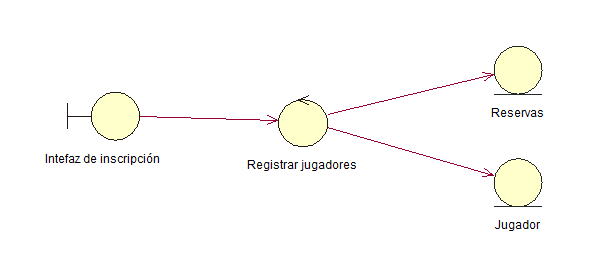 Reservas
Intefaz de inscripción
Registrar jugadores
Jugador